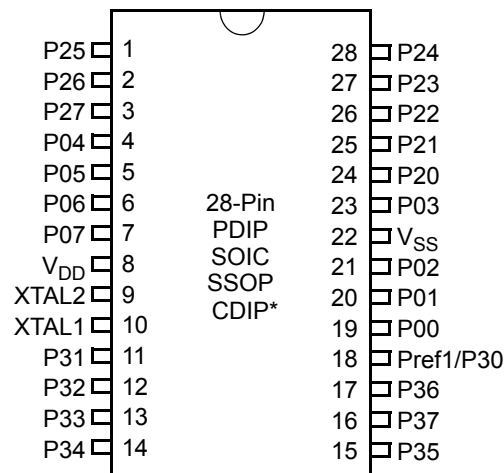 P25 1 28 P24
P26 2 27 P23
P27 3 26 P22
P04 4 25 P21
P05 5 24 P20
P06 6 28-Pin 23 P03
P07 7 PDIP 22 VSS
VDD 8 SOIC 21 P02
XTAL2 9 SSOP 20 P01
XTAL1 10 CDIP* 19 P00
P31 11 18 Pref1/P30
P32 12 17 P36
P33 13 16 P37
P34 14 15 P35